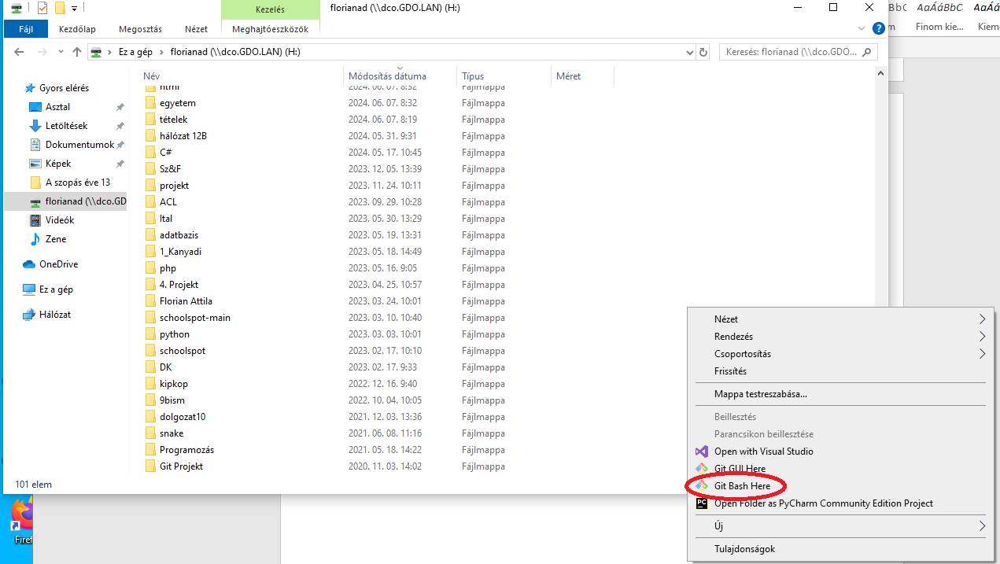 Kezelés florianad (\\dco.GDO.LAN) (H:)
Fájl Kezdőlap Megosztás Nézet Meghajtóeszközök
AaÁáBbC AaÁáB
Finom kie... Kiem
Ez a gép florianad (\\dco.GDO.LAN) (H:) Keresés: florianad (\\dco.GDO...
Név Módosítás dátuma Típus Méret
Gyors elérés
Asztal
Letöltések
Dokumentumok
Képek
A szopás éve 13
florianad (\\dco.GDO
Videók
Zene
OneDrive
Ez a gép
Hálózat
html 2024. 06. 07. 8:32 Fájlmappa
egyetem 2024. 06. 07. 8:32 Fájlmappa
tételek 2024. 06. 07. 8:19 Fájlmappa
hálózat 12B 2024. 05. 31. 9:31 Fájlmappa
C# 2024. 05. 17. 10:45 Fájlmappa
Sz&F 2023. 12. 05. 13:39 Fájlmappa
projekt 2023. 11. 24. 10:11 Fájlmappa
ACL 2023. 09. 29. 10:28 Fájlmappa
Ital 2023. 05. 30. 13:29 Fájlmappa
adatbazis 2023. 05. 19. 13:31 Fájlmappa
1_Kanyadi 2023. 05. 18. 14:49 Fájlmappa
php 2023. 05. 16. 9:05 Fájlmappa
4. Projekt 2023. 04. 25. 10:57 Fájlmappa
Florian Attila 2023. 03. 24. 10:01 Fájlmappa
schoolspot-main 2023. 03. 10. 10:40 Fájlmappa
python 2023. 03. 03. 10:01 Fájlmappa
schoolspot 2023. 02. 17. 10:10 Fájlmappa
DK 2023. 02. 17. 9:33 Fájlmappa
kipkop 2022. 12. 16. 9:40 Fájlmappa
9bism 2022. 10. 04. 10:05 Fájlmappa
dolgozat10 2021. 12. 03. 13:36 Fájlmappa
snake 2021. 06. 08. 11:16 Fájlmappa
Programozás 2021. 05. 18. 14:22 Fájlmappa
Git Projekt 2020. 11. 03. 14:02 Fájlmappa
101 elem
Firef
Nézet
Rendezés
Csoportosítás
Frissítés
Mappa testreszabása...
Beillesztés
Parancsikon beillesztése
Open with Visual Studio
Git GUI Here
Git Bash Here
Open Folder as PyCharm Community Edition Project
Új
Tulajdonságok